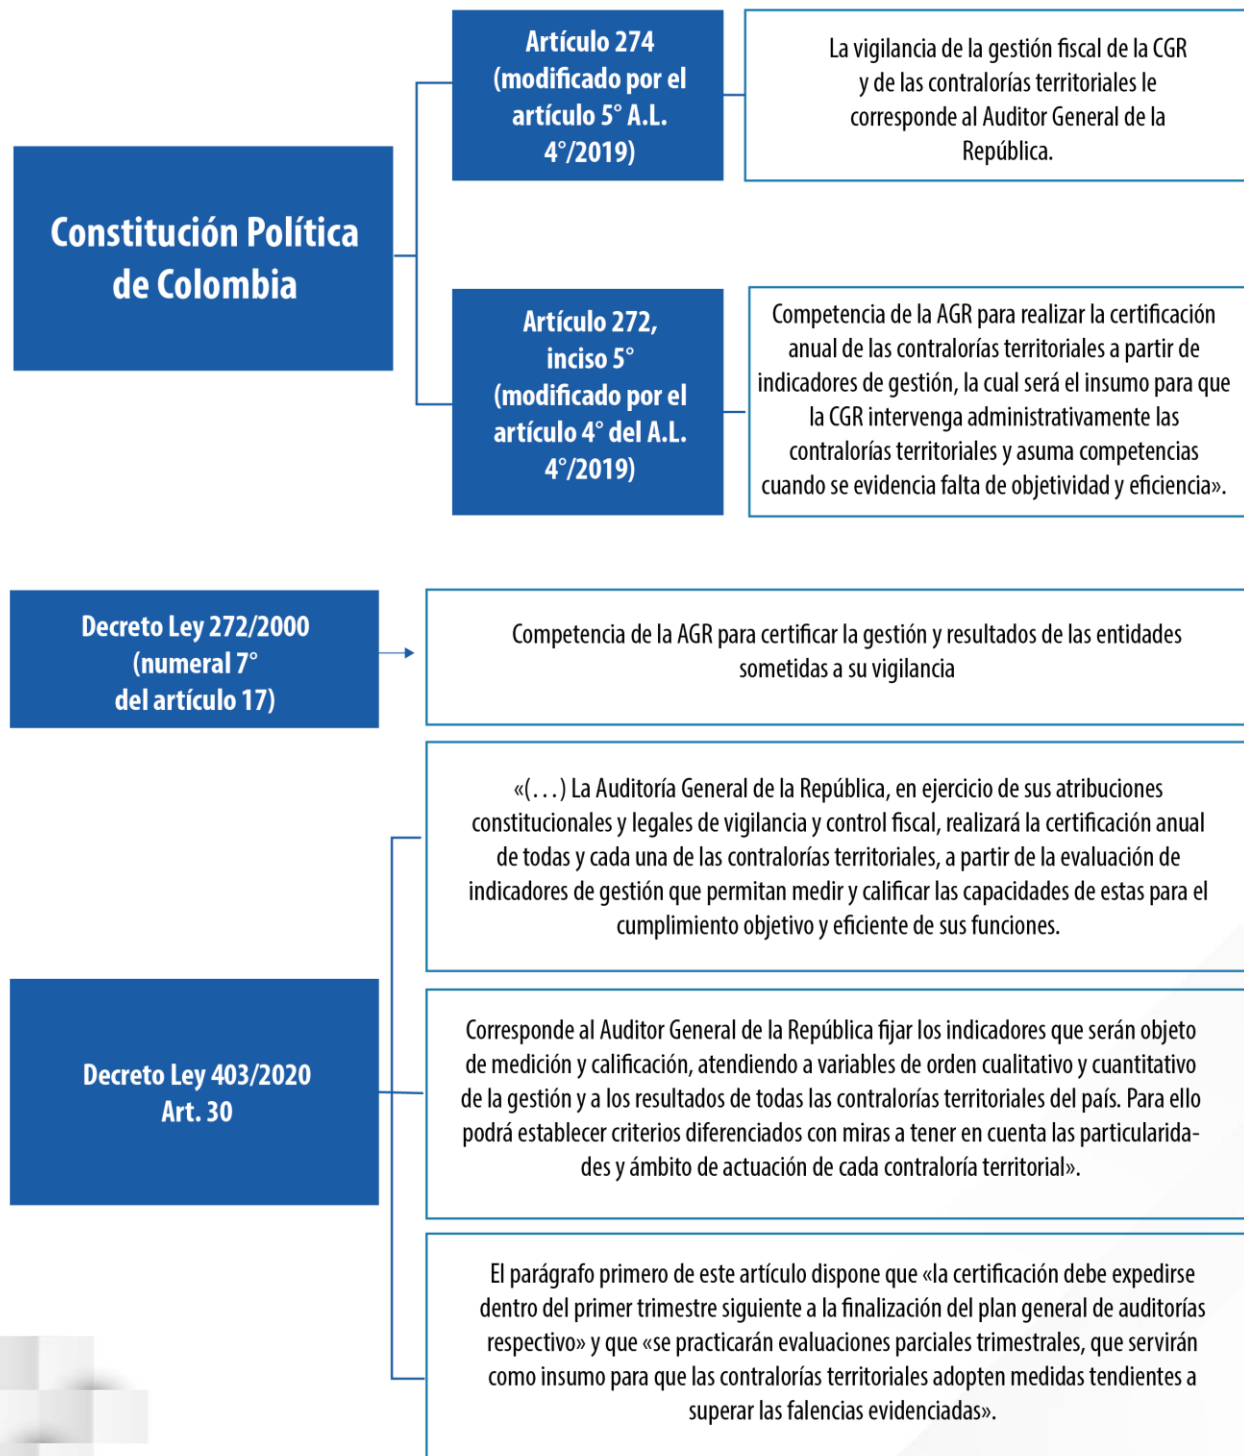 Constitución Política
de Colombia
Artículo 274
(modificado por el
artículo 5° A.L.
4°/2019)
La vigilancia de la gestión fiscal de la CGR
y de las contralorías territoriales le
corresponde al Auditor General de la
República.
Artículo 272,
inciso 5°
(modificado por el
artículo 4° del A.L.
4°/2019)
Competencia de la AGR para realizar la certificación
anual de las contralorías territoriales a partir de
indicadores de gestión, la cual será el insumo para que
la CGR intervenga administrativamente las
contralorías territoriales y asuma competencias
cuando se evidencia falta de objetividad y eficiencia».
Decreto Ley 272/2000
(numeral 7°
del artículo 17)
Competencia de la AGR para certificar la gestión y resultados de las entidades
sometidas a su vigilancia
Decreto Ley 403/2020
Art. 30
«(…) La Auditoría General de la República, en ejercicio de sus atribuciones
constitucionales y legales de vigilancia y control fiscal, realizará la certificación anual
de todas y cada una de las contralorías territoriales, a partir de la evaluación de
indicadores de gestión que permitan medir y calificar las capacidades de estas para el
cumplimiento objetivo y eficiente de sus funciones.
Corresponde al Auditor General de la República fijar los indicadores que serán objeto
de medición y calificación, atendiendo a variables de orden cualitativo y cuantitativo
de la gestión y a los resultados de todas las contralorías territoriales del país. Para ello
podrá establecer criterios diferenciados con miras a tener en cuenta las particularida-
des y ámbito de actuación de cada contraloría territorial».
El parágrafo primero de este artículo dispone que «la certificación debe expedirse
dentro del primer trimestre siguiente a la finalización del plan general de auditorías
respectivo» y que «se practicarán evaluaciones parciales trimestrales, que servirán
como insumo para que las contralorías territoriales adopten medidas tendientes a
superar las falencias evidenciadas».